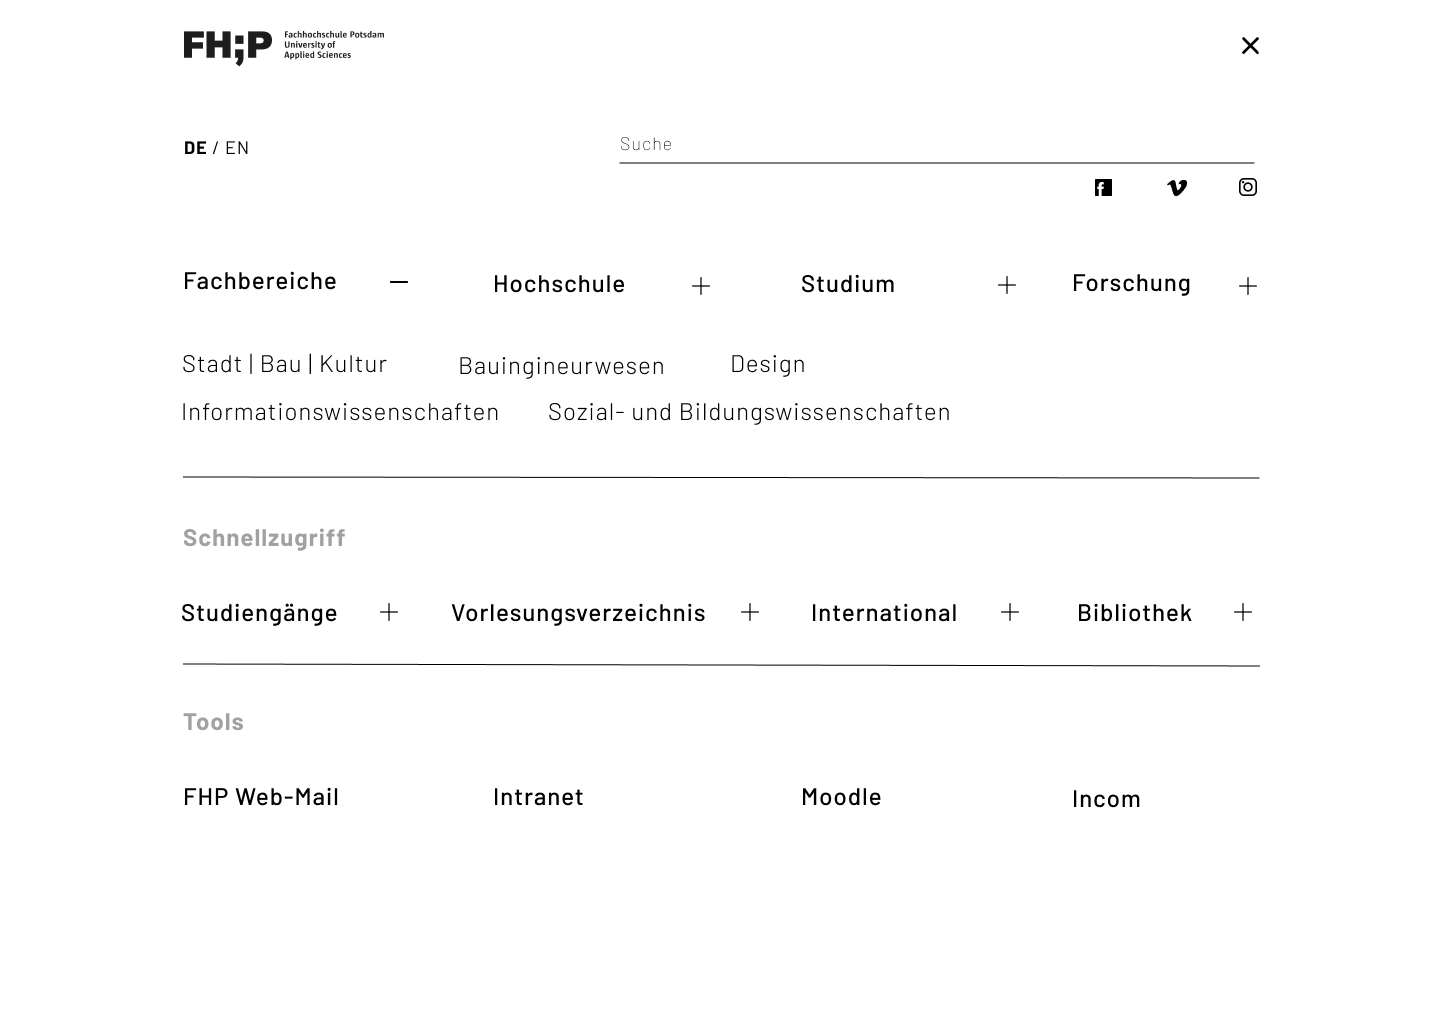 FH;P Fachhochschule Potsdam
University of
Applied Sciences
DE / EN
Suche
Fachbereiche Hochschule Studium Forschung
Stadt | Bau | Kultur Bauingineurwesen Design
Informationswissenschaften Sozial- und Bildungswissenschaften
Schnellzugriff
Studiengänge Vorlesungsverzeichnis International Bibliothek
Tools
FHP Web-Mail Intranet Moodle Incom